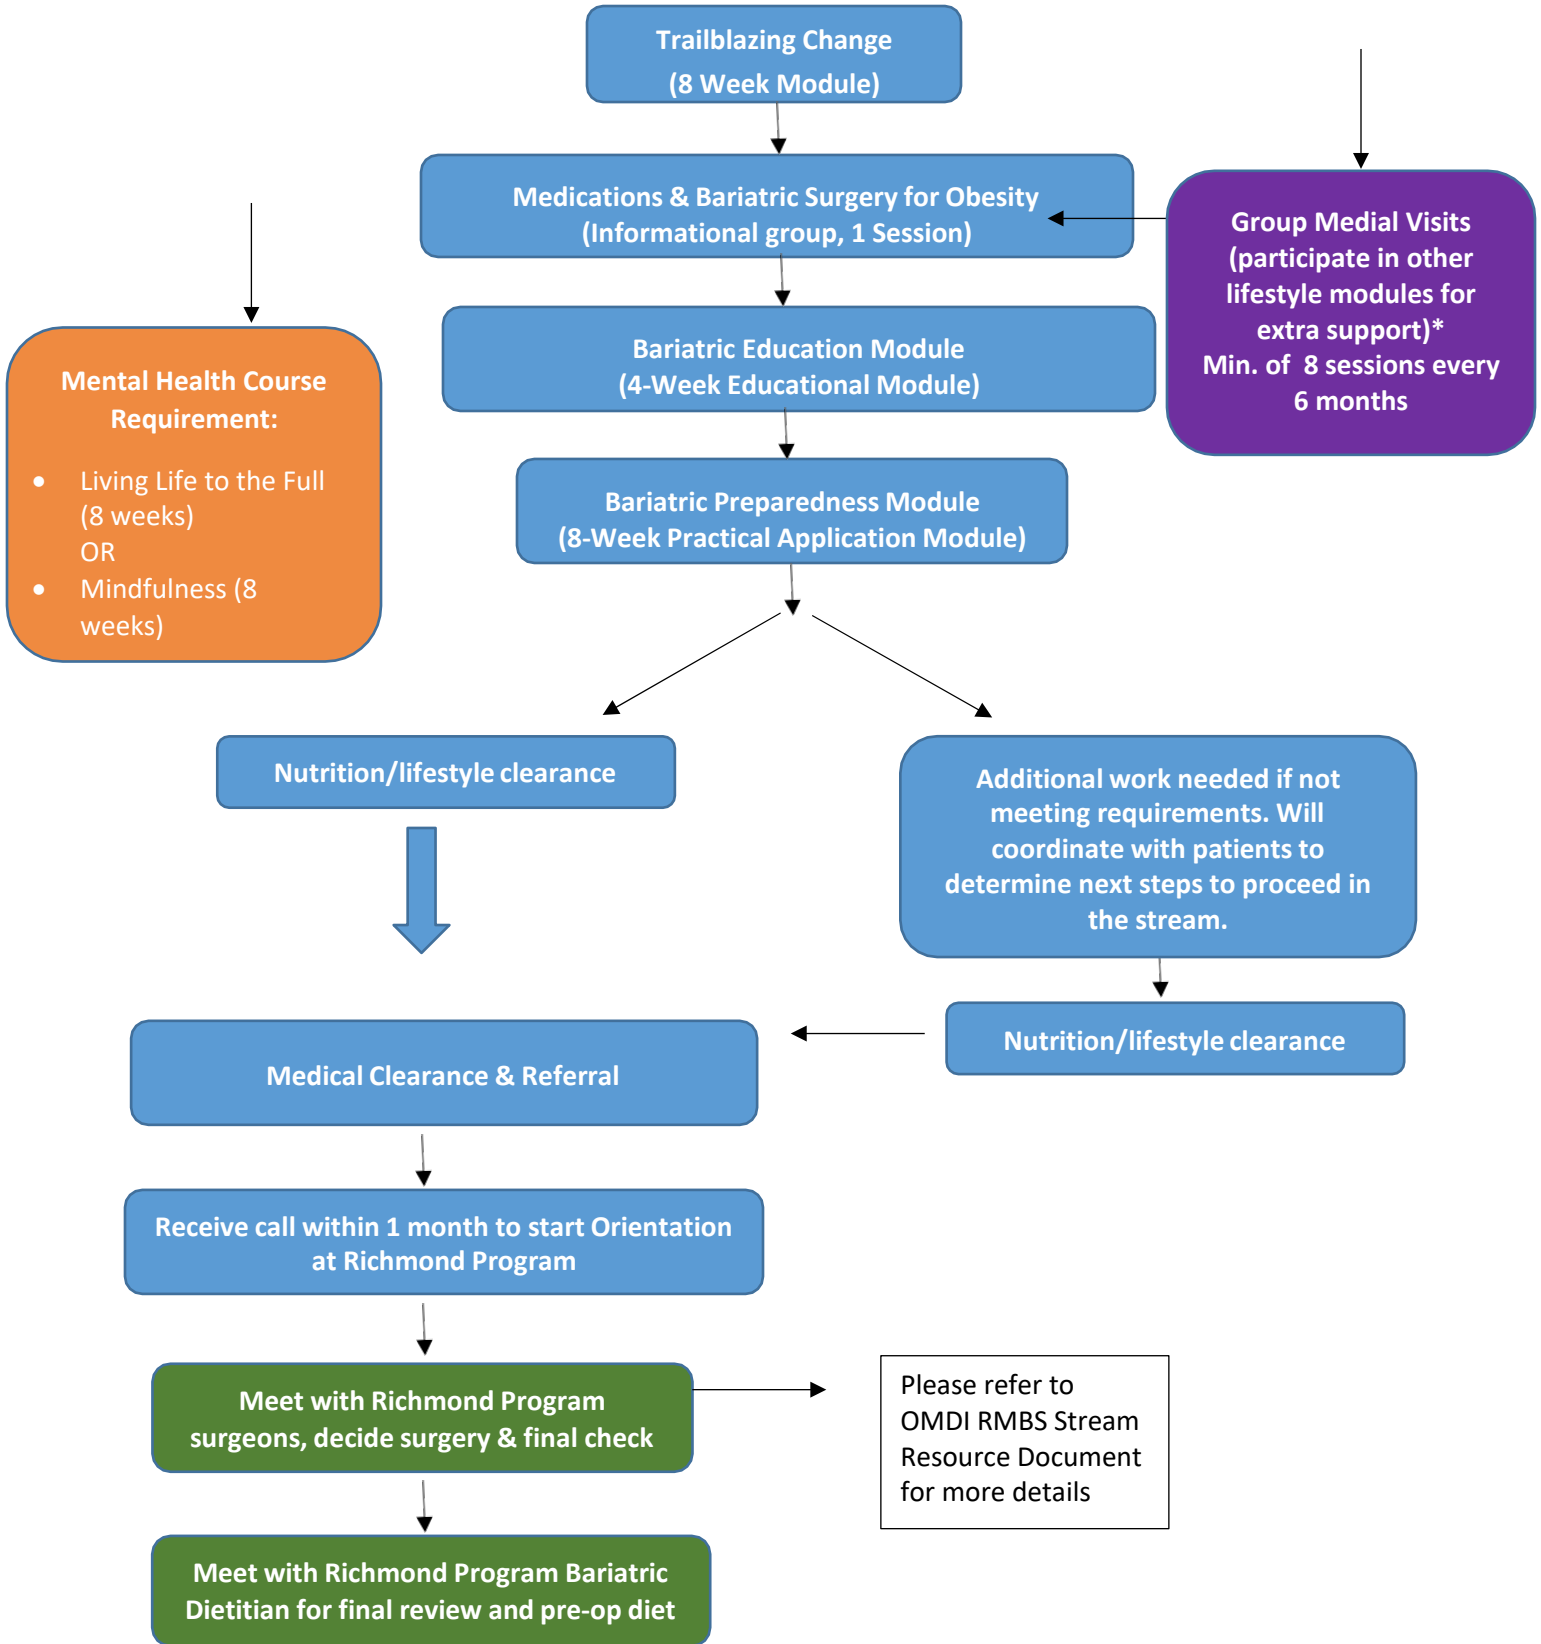 Trailblazing Change
(8 Week Module)
Medications & Bariatric Surgery for Obesity
(Informational group, 1 Session)
Group Medial Visits
(participate in other
lifestyle modules for
extra support)*
Min. of 8 sessions every
6 months
Bariatric Education Module
(4-Week Educational Module)
Mental Health Course
Requirement:
● Living Life to the Full
(8 weeks)
OR
● Mindfulness (8
weeks)
Bariatric Preparedness Module
(8-Week Practical Application Module)
Nutrition/lifestyle clearance
Additional work needed if not
meeting requirements. Will
coordinate with patients to
determine next steps to proceed in
the stream.
Nutrition/lifestyle clearance
Medical Clearance & Referral
Receive call within 1 month to start Orientation
at Richmond Program
Meet with Richmond Program
surgeons, decide surgery & final check
Please refer to
OMDI RMBS Stream
Resource Document
for more details
Meet with Richmond Program Bariatric
Dietitian for final review and pre-op diet